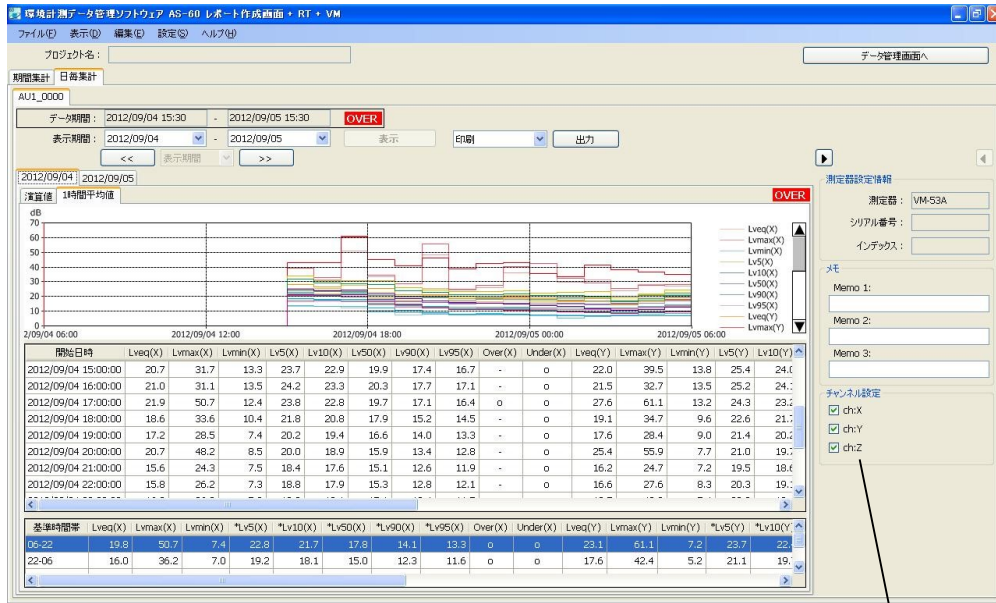 環境計測データ管理ソフトウェア AS-60 レポート作成画面 + RT + VM
ファイル(F) 表示(D) 編集(E) 設定(S) ヘルプ(H)
プロジェクト名： データ管理画面へ
期間集計 日毎集計
AU1_0000
データ期間： 2012/09/04 15:30 - 2012/09/05 15:30 OVER
表示期間： 2012/09/04 - 2012/09/05 表示 印刷 出力
<< 表示期間 >>
2012/09/04 2012/09/05
演算値 1時間平均値 OVER
dB
70
60
50
40
30
20
10
0
2/09/04 06:00 2012/09/04 12:00 2012/09/04 18:00 2012/09/05 00:00 2012/09/05 06:00
Lveq(X)
Lvmax(X)
Lvmin(X)
Lv5(X)
Lv10(X)
Lv50(X)
Lv90(X)
Lv95(X)
Lveq(Y)
Lvmax(Y)
開始日時 Lveq(X) Lvmax(X) Lvmin(X) Lv5(X) Lv10(X) Lv50(X) Lv90(X) Lv95(X) Over(X) Under(X) Lveq(Y) Lvmax(Y) Lvmin(Y) Lv5(Y) Lv10(Y)
2012/09/04 15:00:00 20.7 31.7 13.3 23.7 22.9 19.9 17.4 16.7 - o 22.0 39.5 13.8 25.4 24.0
2012/09/04 16:00:00 21.0 31.1 13.5 24.2 23.3 20.3 17.7 17.1 - o 21.5 32.7 13.5 25.2 24.
2012/09/04 17:00:00 21.9 50.7 12.4 23.8 22.8 19.7 17.1 16.4 o o 27.6 61.1 13.2 24.3 23.2
2012/09/04 18:00:00 18.6 33.6 10.4 21.8 20.8 17.9 15.2 14.5 - o 19.1 34.7 9.6 22.6 21.
2012/09/04 19:00:00 17.2 28.5 7.4 20.2 19.4 16.6 14.0 13.3 - o 17.6 28.4 9.0 21.4 20.2
2012/09/04 20:00:00 20.7 48.2 8.5 20.0 18.9 15.9 13.4 12.8 - o 25.4 55.9 7.7 21.0 19.
2012/09/04 21:00:00 15.6 24.3 7.5 18.4 17.6 15.1 12.6 11.9 - o 16.2 24.7 7.2 19.5 18.6
2012/09/04 22:00:00 15.8 26.2 7.3 18.8 17.9 15.3 12.8 12.1 - o 16.6 27.6 8.3 20.3 19.
基準時間帯 Lveq(X) Lvmax(X) Lvmin(X) *Lv5(X) *Lv10(X) *Lv50(X) *Lv90(X) *Lv95(X) Over(X) Under(X) Lveq(Y) Lvmax(Y) Lvmin(Y) *Lv5(Y) *Lv10(Y)
06-22 19.8 50.7 7.4 22.8 21.7 17.8 14.1 13.3 o o 23.1 61.1 7.2 23.7 22.
22-06 16.0 36.2 7.0 19.2 18.1 15.0 12.3 11.6 o o 17.6 42.4 5.2 21.1 19.
測定器設定情報
測定器： VM-53A
シリアル番号：
インデックス：
メモ
Memo 1:
Memo 2:
Memo 3:
チャンネル設定
ch:X
ch:Y
ch:Z